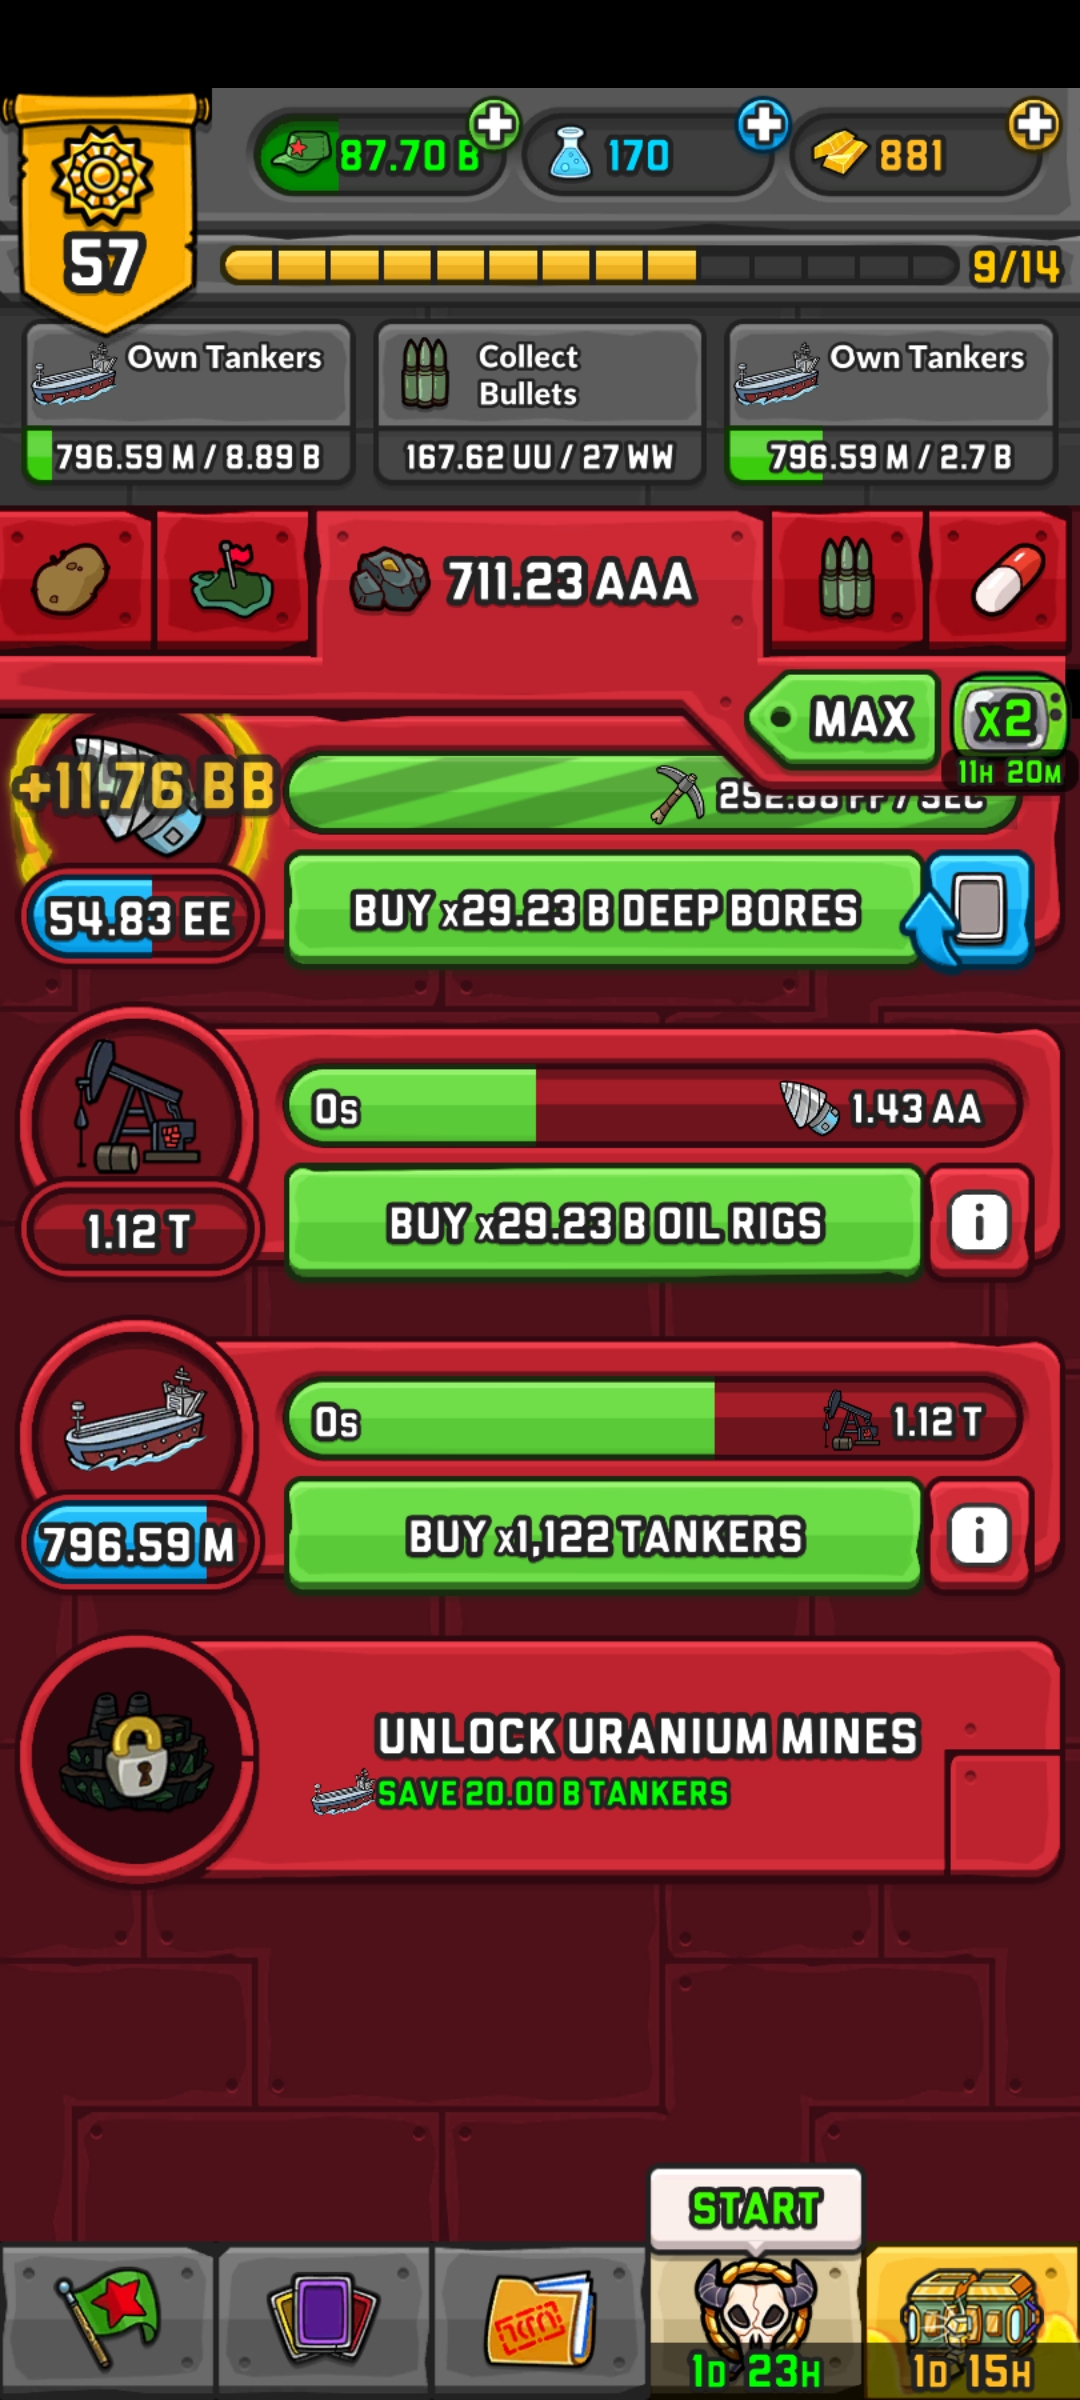 87.70 B
170
881
57
9/14
Own Tankers
Collect
Bullets
Own Tankers
796.59 M / 8.89 B
167.62 UU / 27 WW
796.59 M / 2.7 B
711.23 AAA
MAX
x2
11H 20M
+11.76 BB
252.88 FF / SEC
54.83 EE
BUY x29.23 B DEEP BORES
0s
1.43 AA
1.12 T
BUY x29.23 B OIL RIGS
i
0s
1.12 T
796.59 M
BUY x1,122 TANKERS
i
UNLOCK URANIUM MINES
SAVE 20.00 B TANKERS
START
1D 23H
1D 15H